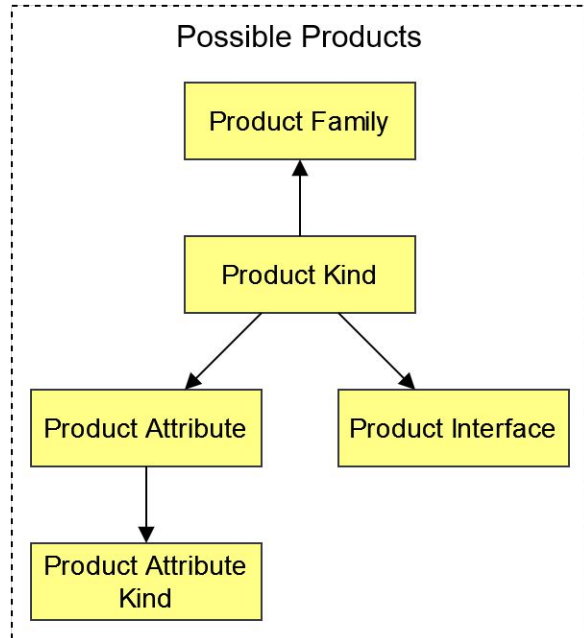 Possible Products
Product Family
Product Kind
Product Attribute
Product Interface
Product Attribute
Kind